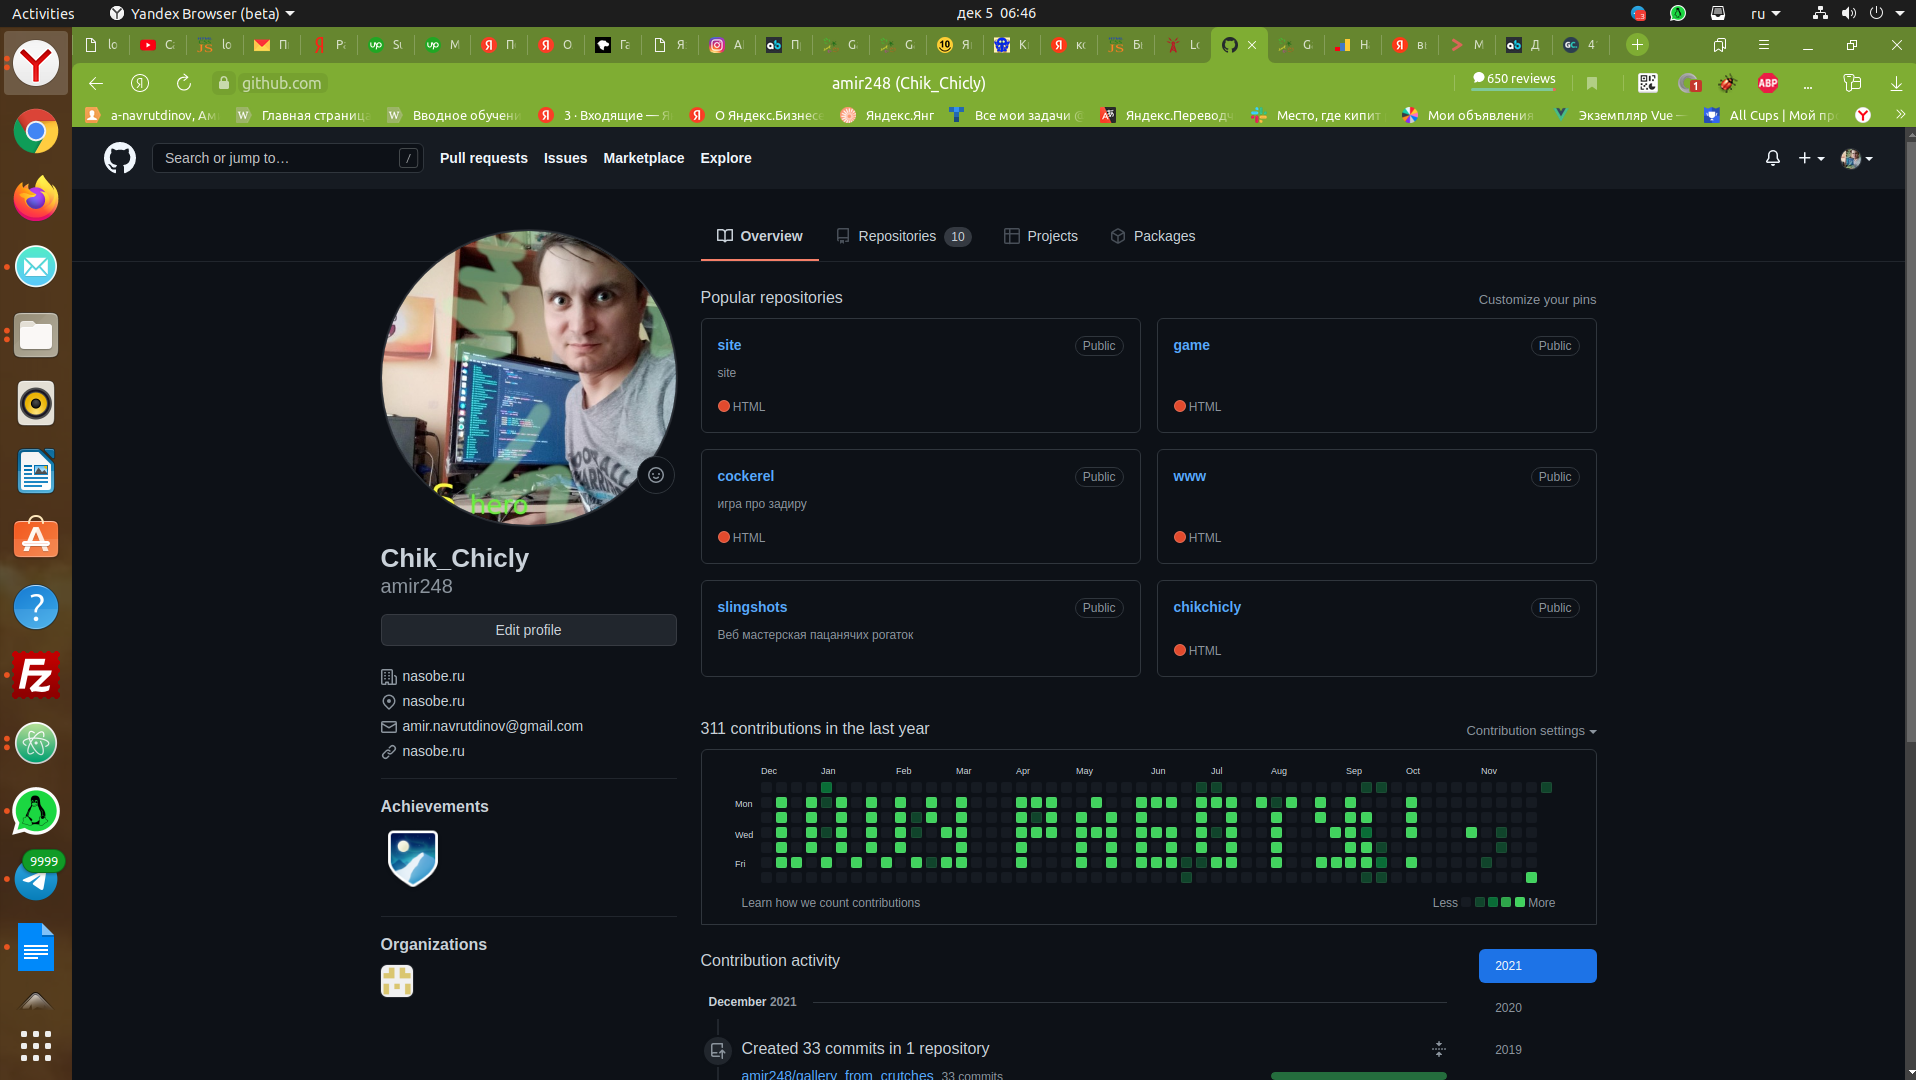 Activities
Yandex Browser (beta)
дек 5 06:46
ru
github.com
amir248 (Chik_Chicly)
650 reviews
a-navrutdinov, Ам
Главная страница
Вводное обучени
3 · Входящие — Я
О Яндекс.Бизнесе
Яндекс.Янг
Все мои задачи
Яндекс.Переводч
Место, где кипит
Мои объявления
Экземпляр Vue —
All Cups | Мой пр
Search or jump to…
/
Pull requests
Issues
Marketplace
Explore
Overview
Repositories 10
Projects
Packages
hero
Chik_Chicly
amir248
Edit profile
nasobe.ru
nasobe.ru
amir.navrutdinov@gmail.com
nasobe.ru
Achievements
Organizations
9999
Popular repositories
Customize your pins
site
Public
site
HTML
game
Public
HTML
cockerel
Public
игра про задиру
HTML
www
Public
HTML
slingshots
Public
Веб мастерская пацанячих рогаток
chikchicly
Public
HTML
311 contributions in the last year
Contribution settings
Dec Jan Feb Mar Apr May Jun Jul Aug Sep Oct Nov
Mon
Wed
Fri
Learn how we count contributions
Less
More
Contribution activity
2021
2020
2019
December 2021
Created 33 commits in 1 repository
amir248/gallery_from_crutches 33 commits